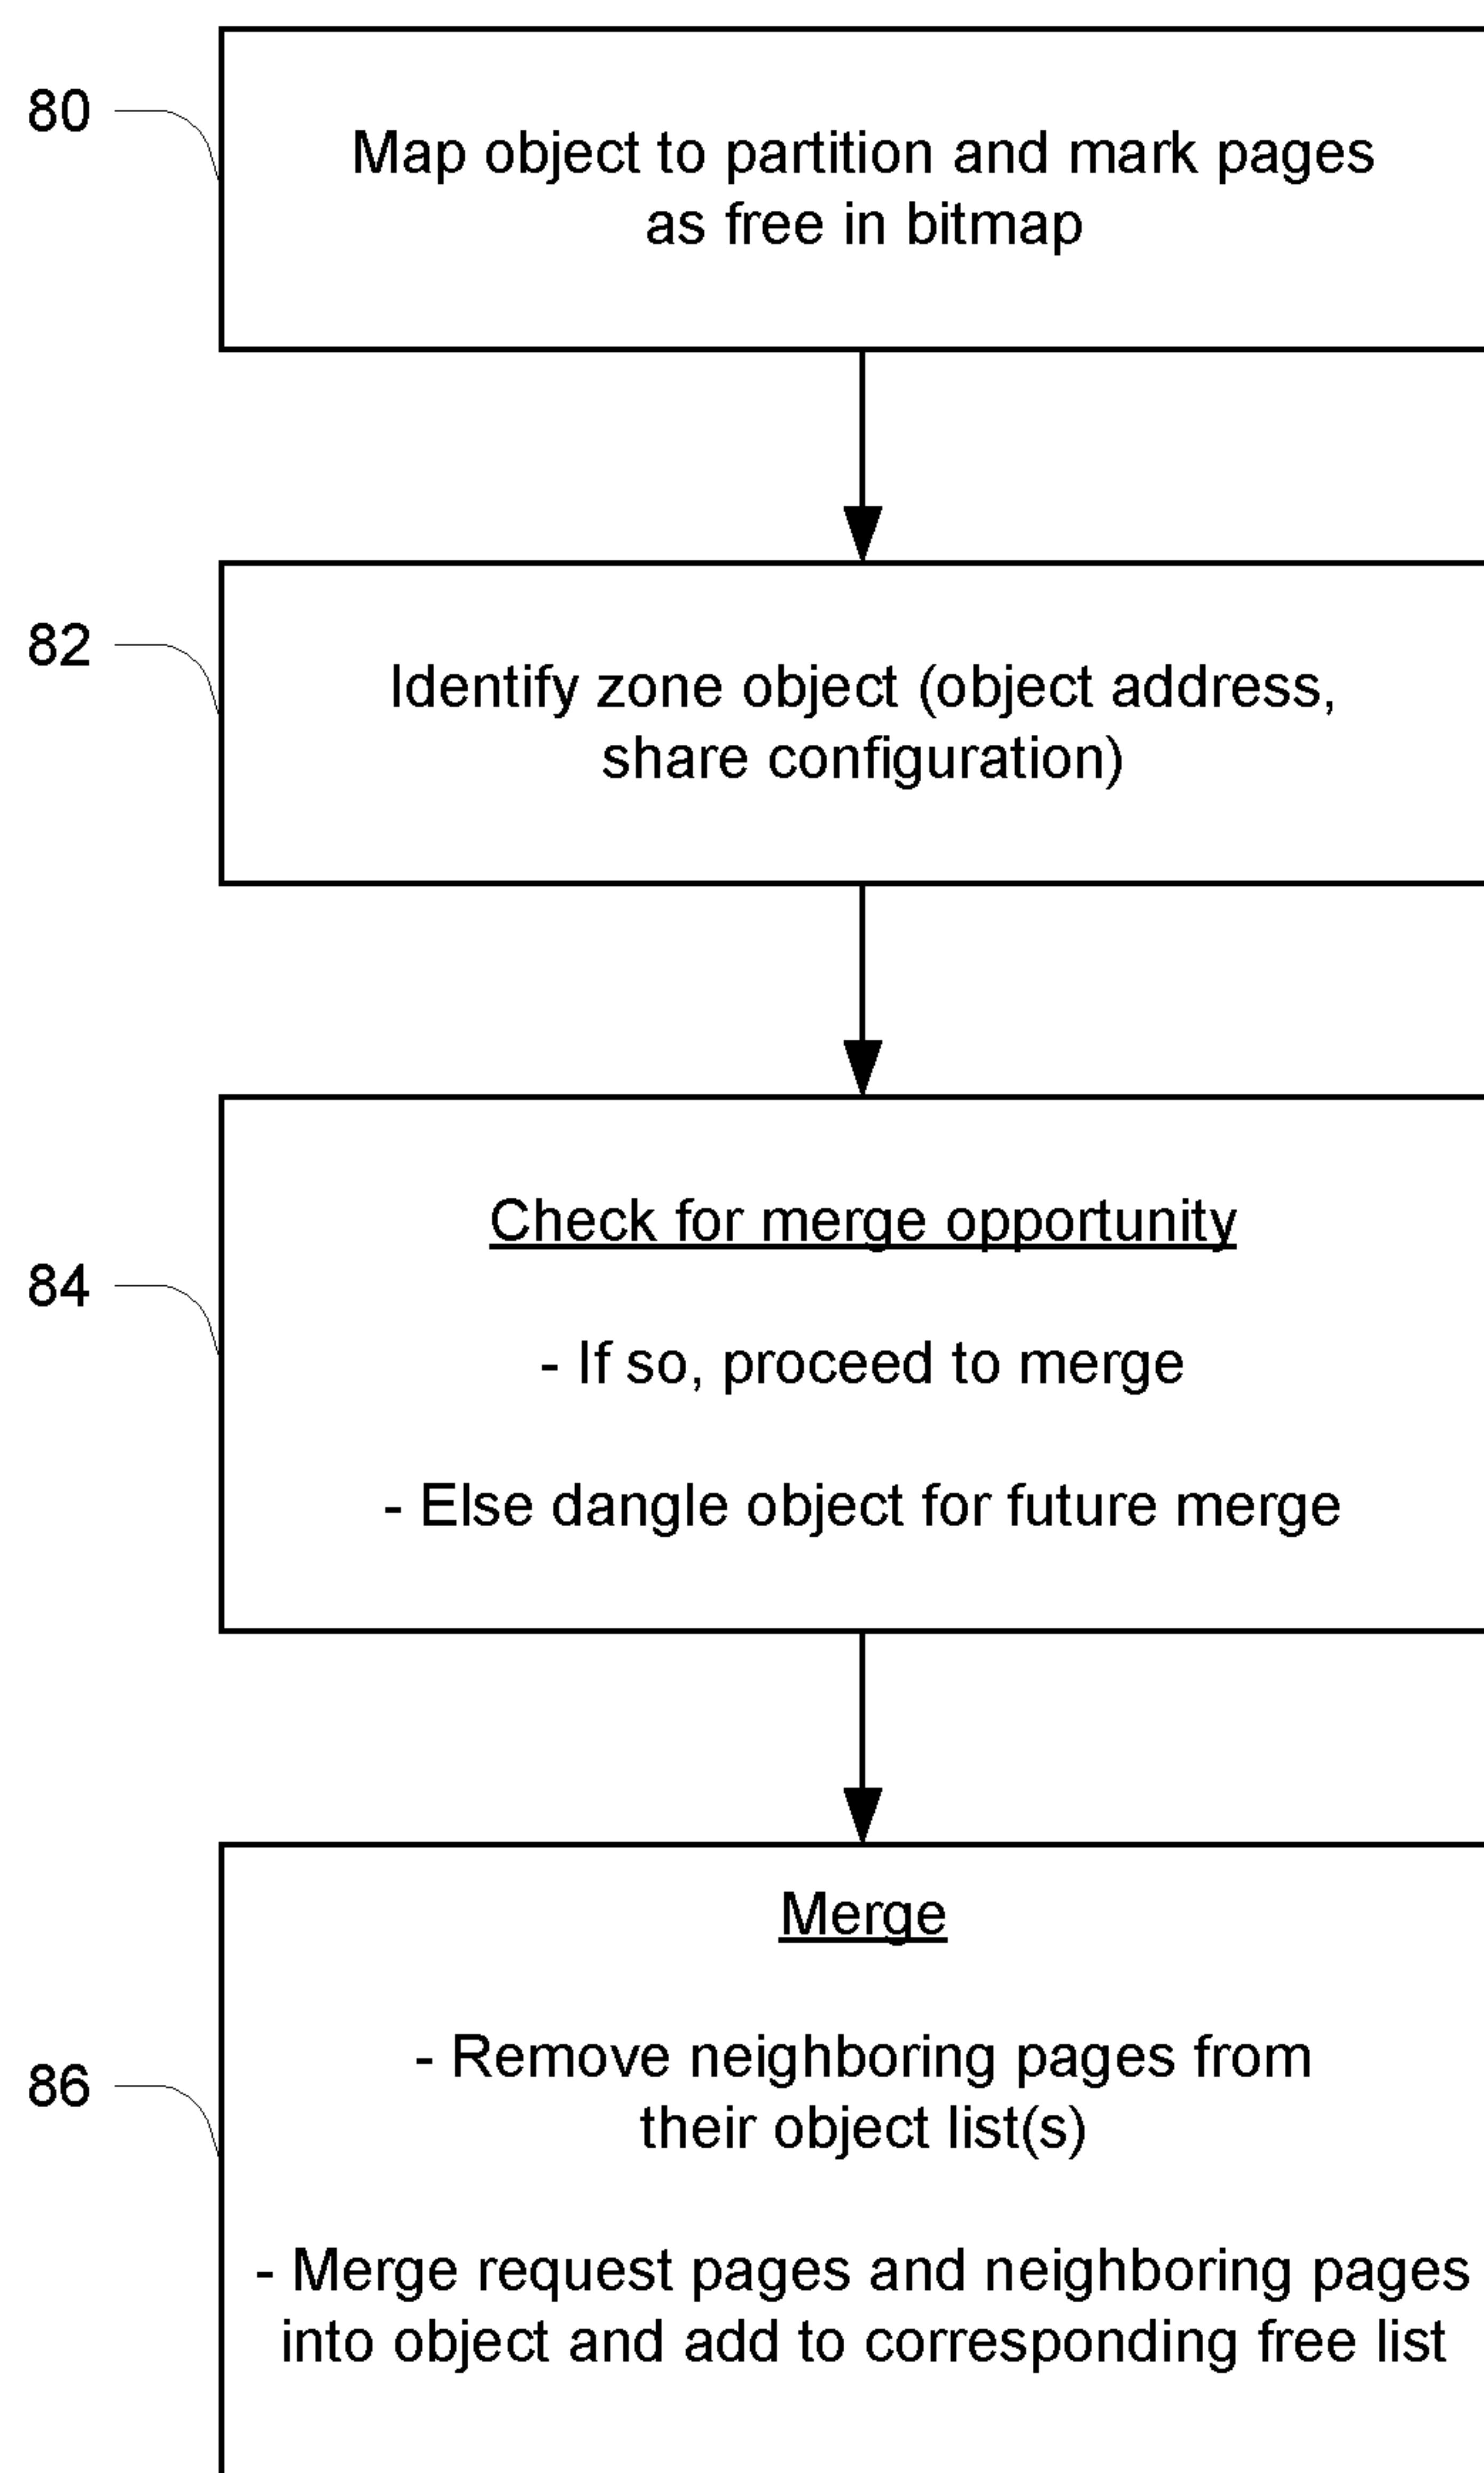 80
Map object to partition and mark pages
as free in bitmap
82
Identify zone object (object address,
share configuration)
Check for merge opportunity
84
- If so, proceed to merge
- Else dangle object for future merge
Merge
- Remove neighboring pages from
86
their object list(s)
- Merge request pages and neighboring pages
into object and add to corresponding free list